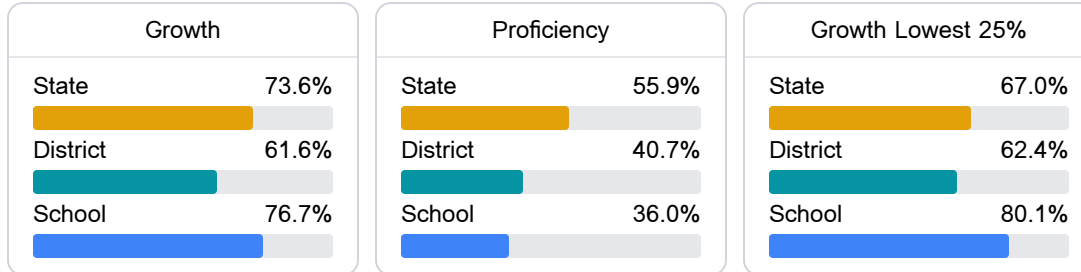 Growth
State 73.6%
District 61.6%
School 76.7%
Proficiency
State 55.9%
District 40.7%
School 36.0%
Growth Lowest 25%
State 67.0%
District 62.4%
School 80.1%